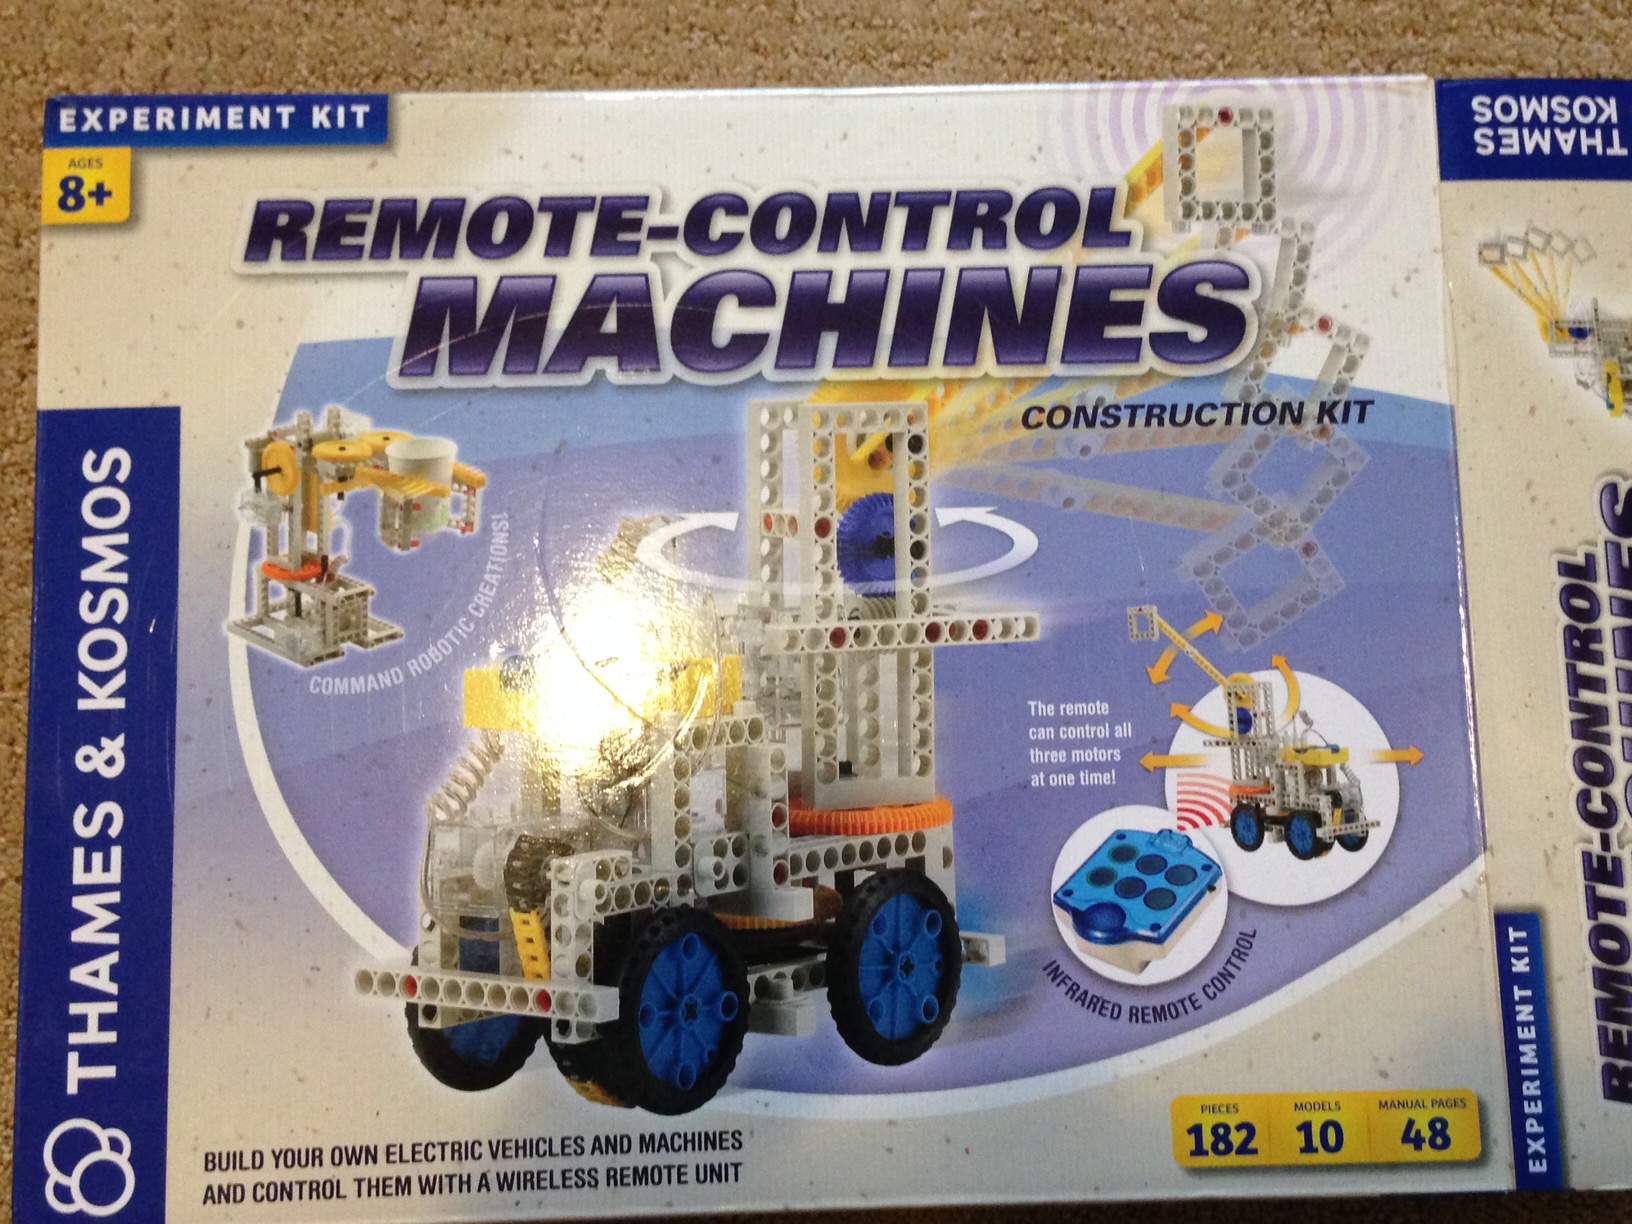 EXPERIMENT KIT
AGES
8+
REMOTE-CONTROL
MACHINES
CONSTRUCTION KIT
THAMES & KOSMOS
COMMAND ROBOTIC CREATIONS!
The remote
can control all
three motors
at one time!
INFRARED REMOTE CONTROL
PIECES
182
MODELS
10
MANUAL PAGES
48
BUILD YOUR OWN ELECTRIC VEHICLES AND MACHINES
AND CONTROL THEM WITH A WIRELESS REMOTE UNIT
THAMES
KOSMOS
REMOTE-CONTROL
EXPERIMENT KIT